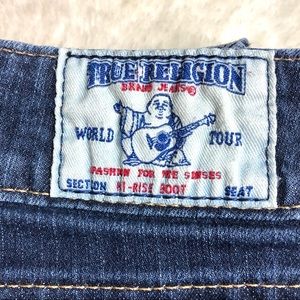 TRUE RELIGION
BRAND JEANS®
WORLD TOUR
FASHION FOR THE SENSES
SECTION HI-RISE BOOT SEAT